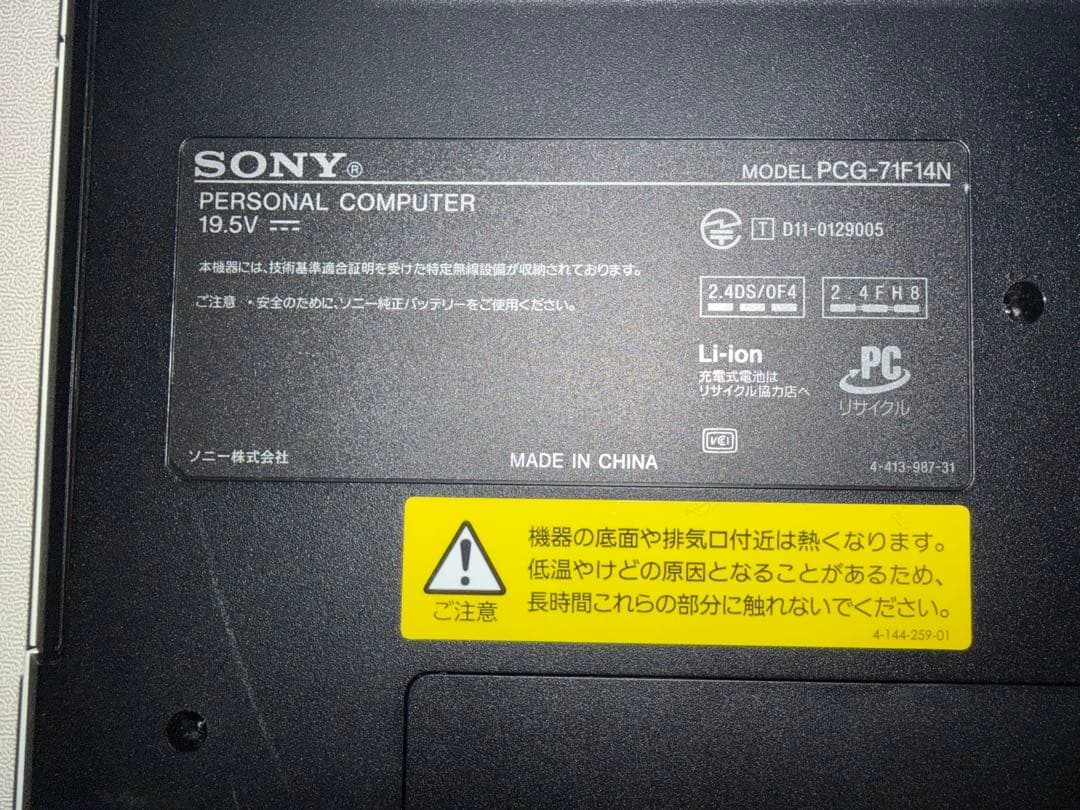 SONY®
MODEL PCG-71F14N
PERSONAL COMPUTER
19.5V
T D11-0129005
本機器には、技術基準適合証明を受けた特定無線設備が収納されております。
ご注意 ・安全のために、ソニー純正バッテリーをご使用ください。
2.4DS/OF4
2.4FH8
Li-ion
充電式電池は
リサイクル協力店へ
PC
リサイクル
VCI
ソニー株式会社
MADE IN CHINA
4-413-987-31
機器の底面や排気口付近は熱くなります。
低温やけどの原因となることがあるため、
長時間これらの部分に触れないでください。
ご注意
4-144-259-01